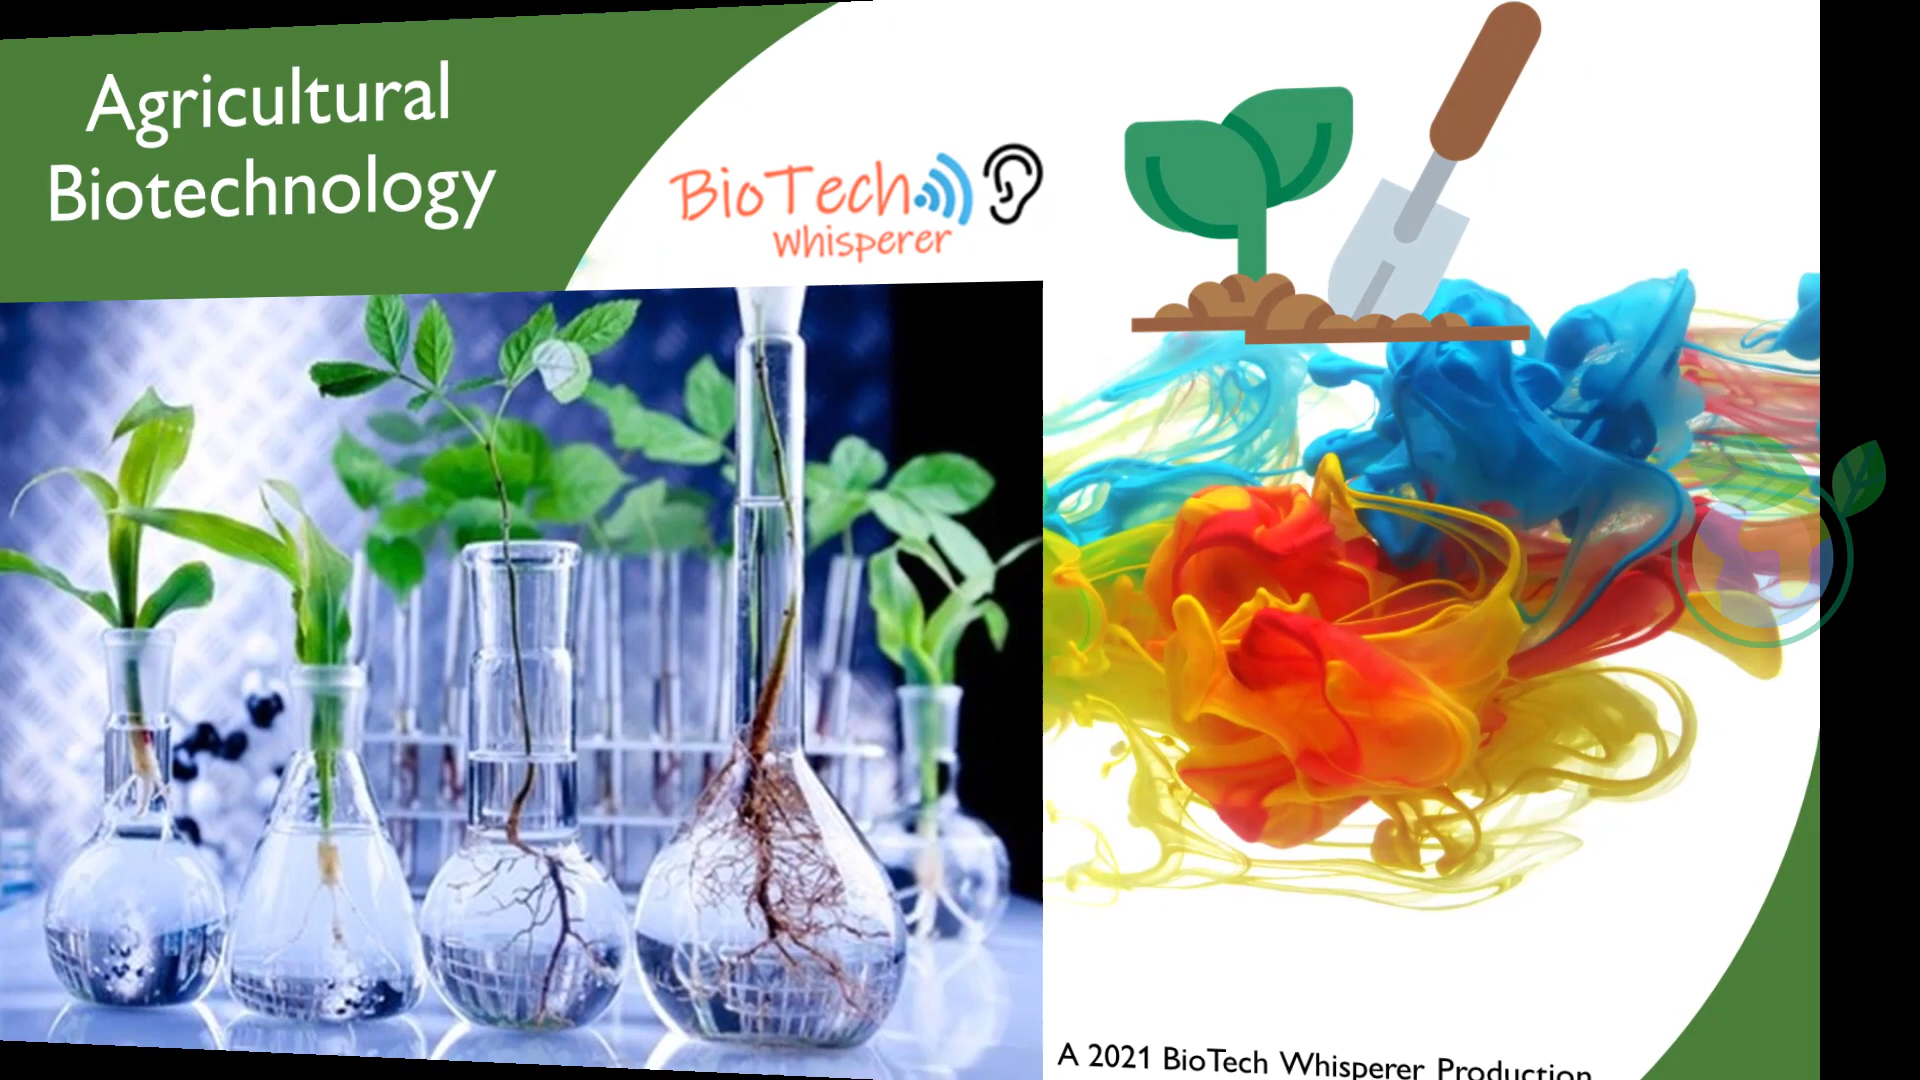 Agricultural
Biotechnology
BioTech
Whisperer
A 2021 BioTech Whisperer Production